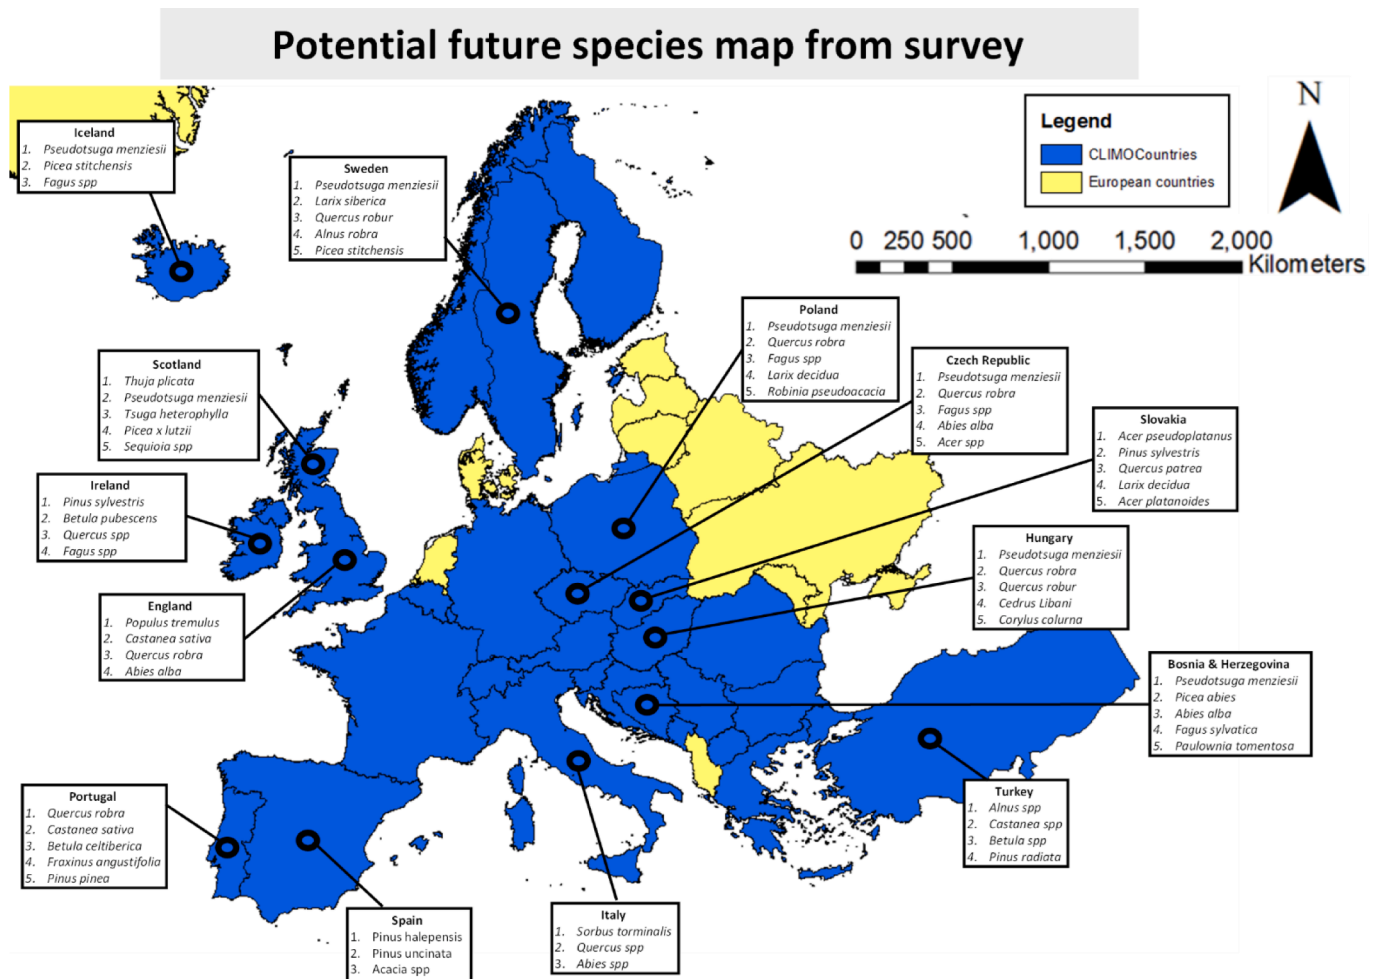 Potential future species map from survey
Legend
CLIMOCountries
European countries
N
0 250 500 1,000 1,500 2,000
Kilometers
Iceland
1. Pseudotsuga menziesii
2. Picea stitchensis
3. Fagus spp
Sweden
1. Pseudotsuga menziesii
2. Larix siberica
3. Quercus robur
4. Alnus robra
5. Picea stitchensis
Poland
1. Pseudotsuga menziesii
2. Quercus robra
3. Fagus spp
4. Larix decidua
5. Robinia pseudoacacia
Czech Republic
1. Pseudotsuga menziesii
2. Quercus robra
3. Fagus spp
4. Abies alba
5. Acer spp
Scotland
1. Thuja plicata
2. Pseudotsuga menziesii
3. Tsuga heterophylla
4. Picea x lutzii
5. Sequioia spp
Slovakia
1. Acer pseudoplatanus
2. Pinus sylvestris
3. Quercus patrea
4. Larix decidua
5. Acer platanoides
Ireland
1. Pinus sylvestris
2. Betula pubescens
3. Quercus spp
4. Fagus spp
Hungary
1. Pseudotsuga menziesii
2. Quercus robra
3. Quercus robur
4. Cedrus Libani
5. Corylus colurna
England
1. Populus tremulus
2. Castanea sativa
3. Quercus robra
4. Abies alba
Bosnia & Herzegovina
1. Pseudotsuga menziesii
2. Picea abies
3. Abies alba
4. Fagus sylvatica
5. Paulownia tomentosa
Turkey
1. Alnus spp
2. Castanea spp
3. Betula spp
4. Pinus radiata
Portugal
1. Quercus robra
2. Castanea sativa
3. Betula celtiberica
4. Fraxinus angustifolia
5. Pinus pinea
Spain
1. Pinus halepensis
2. Pinus uncinata
3. Acacia spp
Italy
1. Sorbus torminalis
2. Quercus spp
3. Abies spp